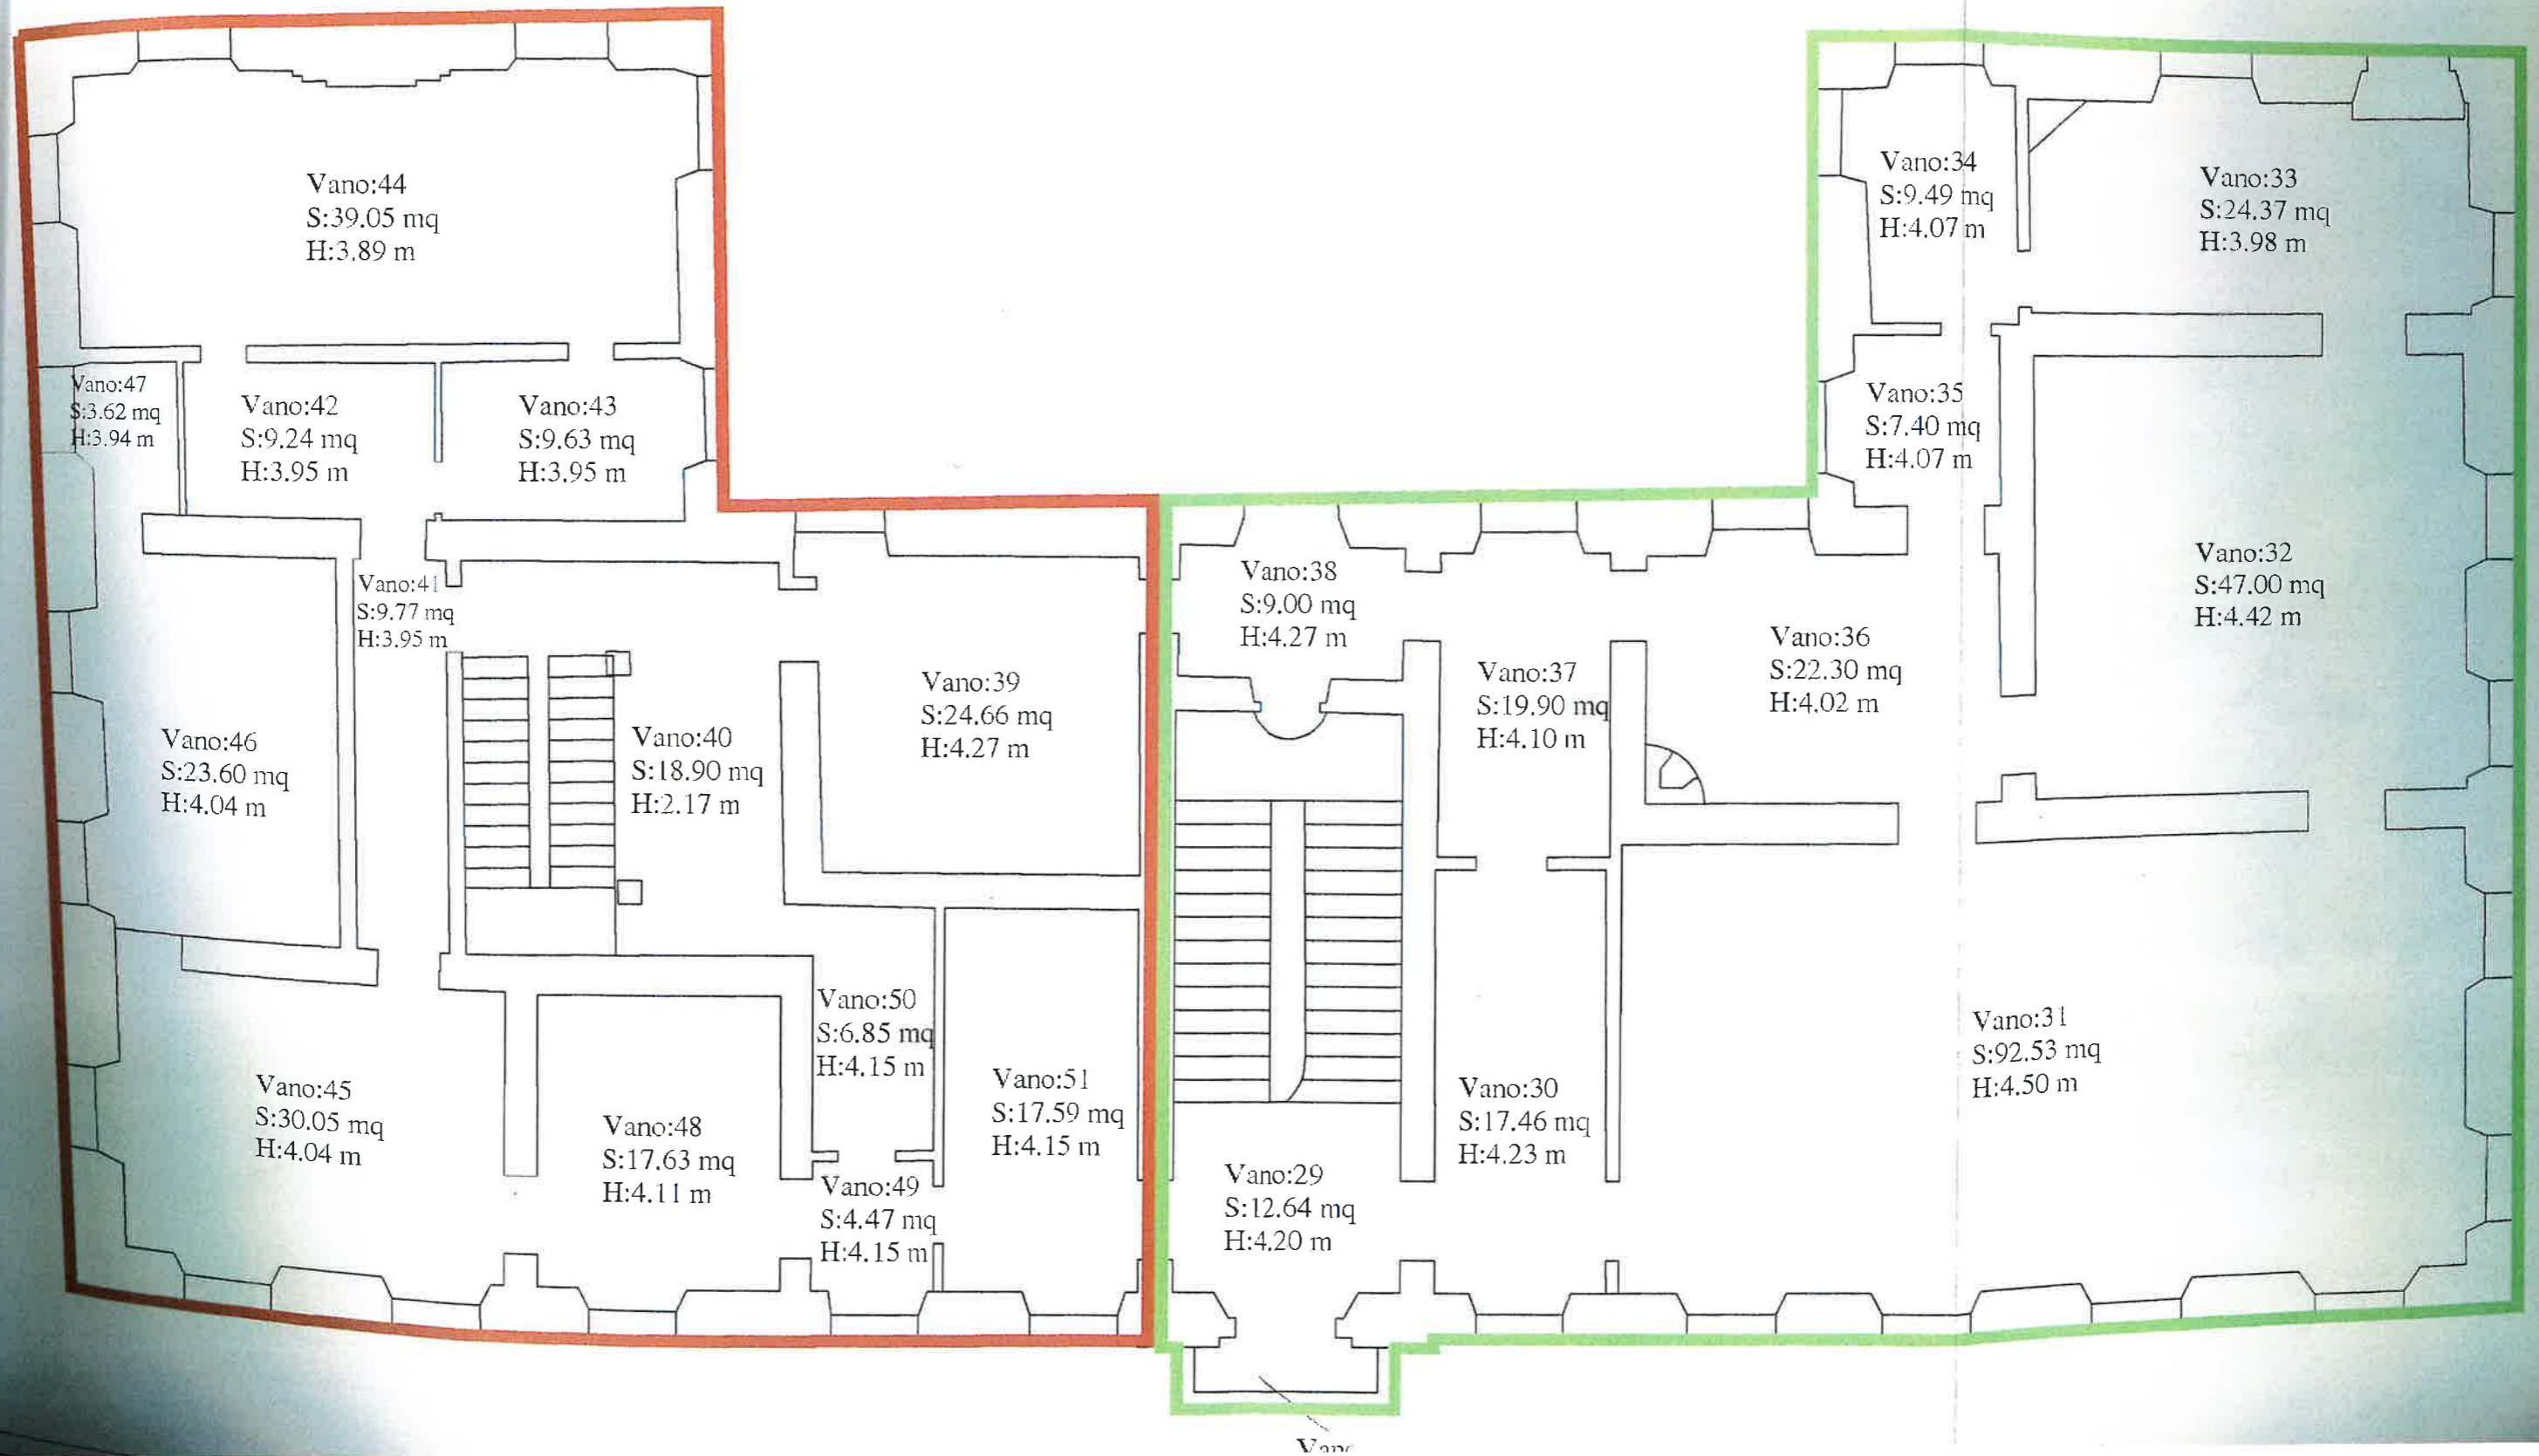 Vano:44
S:39.05 mq
H:3.89 m
Vano:34
S:9.49 mq
H:4.07 m
Vano:33
S:24.37 mq
H:3.98 m
Vano:47
S:3.62 mq
H:3.94 m
Vano:42
S:9.24 mq
H:3.95 m
Vano:43
S:9.63 mq
H:3.95 m
Vano:35
S:7.40 mq
H:4.07 m
Vano:41
S:9.77 mq
H:3.95 m
Vano:38
S:9.00 mq
H:4.27 m
Vano:32
S:47.00 mq
H:4.42 m
Vano:46
S:23.60 mq
H:4.04 m
Vano:40
S:18.90 mq
H:2.17 m
Vano:39
S:24.66 mq
H:4.27 m
Vano:37
S:19.90 mq
H:4.10 m
Vano:36
S:22.30 mq
H:4.02 m
Vano:45
S:30.05 mq
H:4.04 m
Vano:48
S:17.63 mq
H:4.11 m
Vano:50
S:6.85 mq
H:4.15 m
Vano:49
S:4.47 mq
H:4.15 m
Vano:51
S:17.59 mq
H:4.15 m
Vano:29
S:12.64 mq
H:4.20 m
Vano:30
S:17.46 mq
H:4.23 m
Vano:31
S:92.53 mq
H:4.50 m